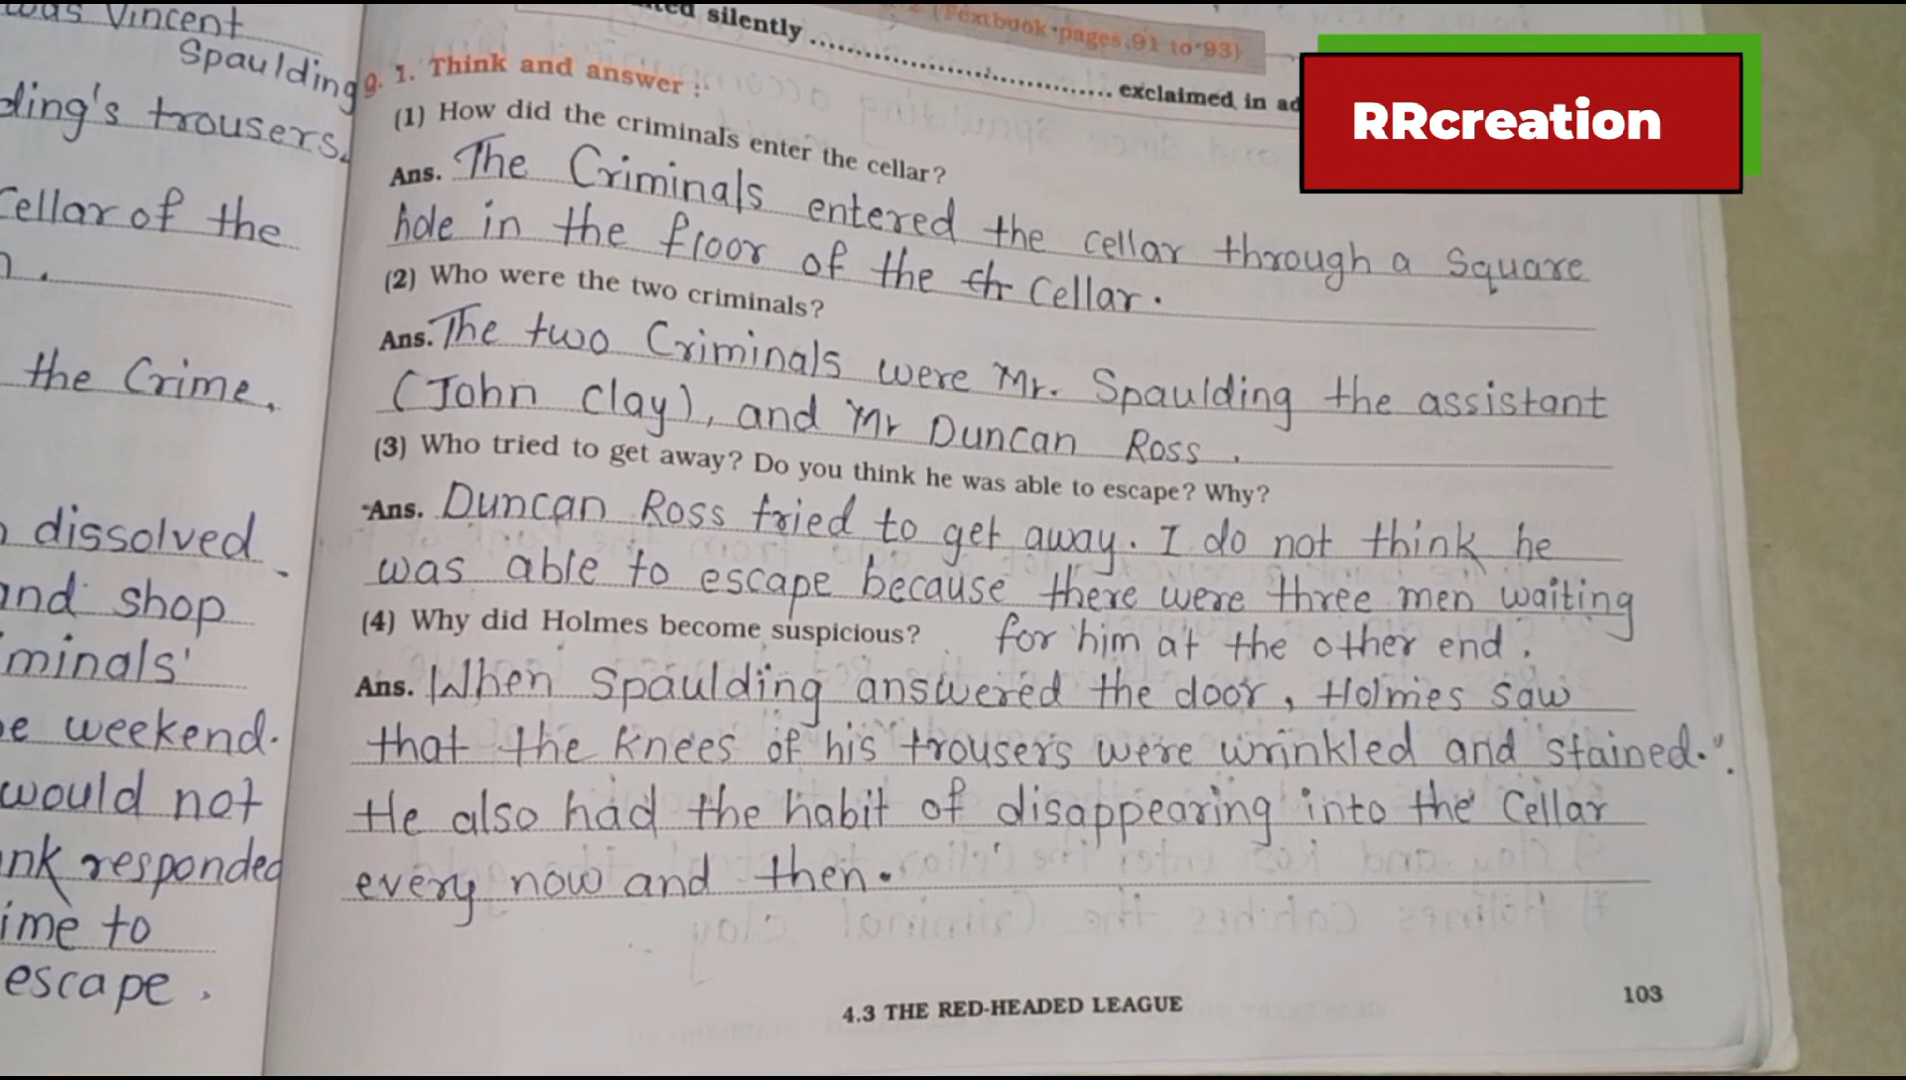 was Vincent
Spaulding
ding's trousers.
Cellar of the
the Crime.
dissolved
and shop
minals'
e weekend.
would not
nk responded
ime to
escape.
ted silently .......... exclaimed in ad
(Textbook pages 91 to 93)
RRcreation
g. 1. Think and answer :
(1) How did the criminals enter the cellar?
Ans. The Criminals entered the cellar through a square
hole in the floor of the Cellar.
(2) Who were the two criminals?
Ans. The two Criminals were Mr. Spaulding the assistant
(John clay), and Mr Duncan Ross.
(3) Who tried to get away? Do you think he was able to escape? Why?
Ans. Duncan Ross tried to get away. I do not think he
was able to escape because there were three men waiting
for him at the other end.
(4) Why did Holmes become suspicious?
Ans. When Spaulding answered the door, Holmes saw
that the knees of his trousers were wrinkled and stained.
He also had the habit of disappearing into the Cellar
every now and then.
4.3 THE RED-HEADED LEAGUE
103